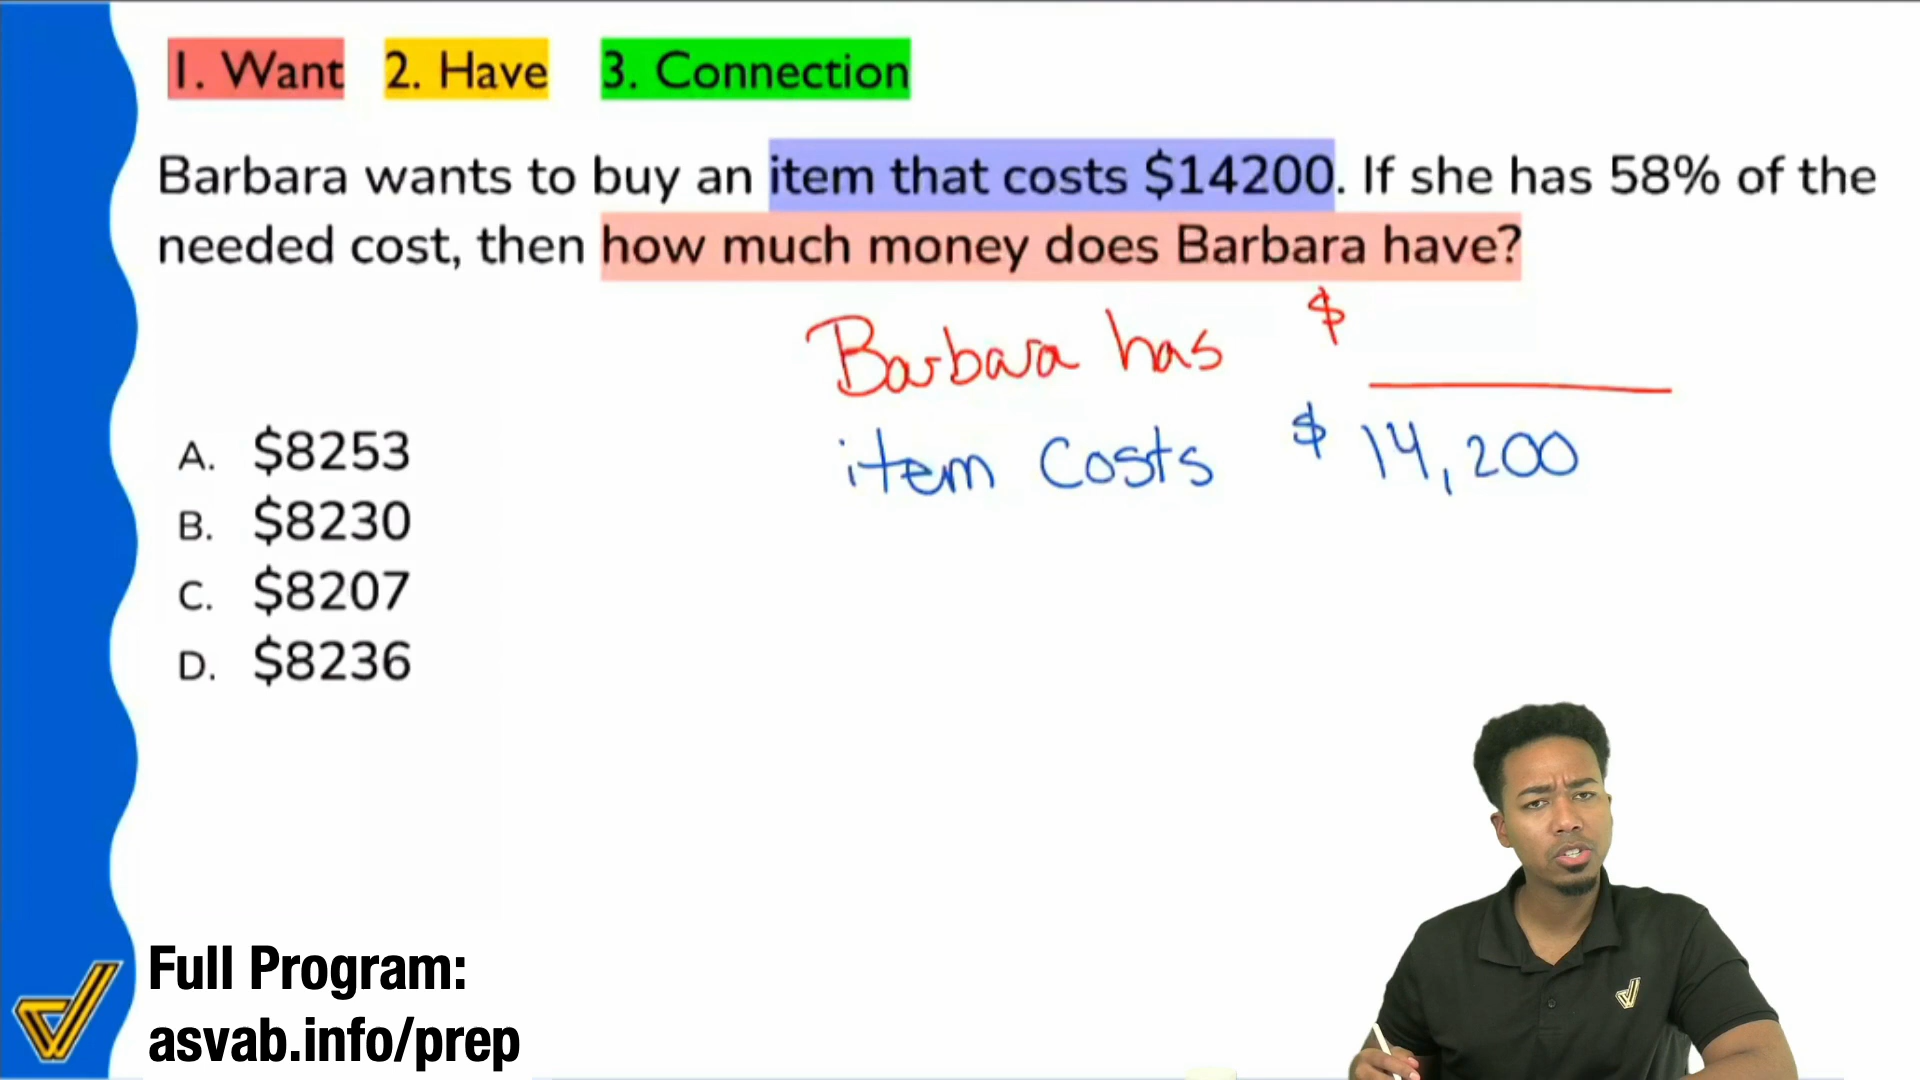 1. Want 2. Have 3. Connection
Barbara wants to buy an item that costs $14200. If she has 58% of the
needed cost, then how much money does Barbara have?
Barbara has $
item costs $ 14,200
A. $8253
B. $8230
C. $8207
D. $8236
Full Program:
asvab.info/prep